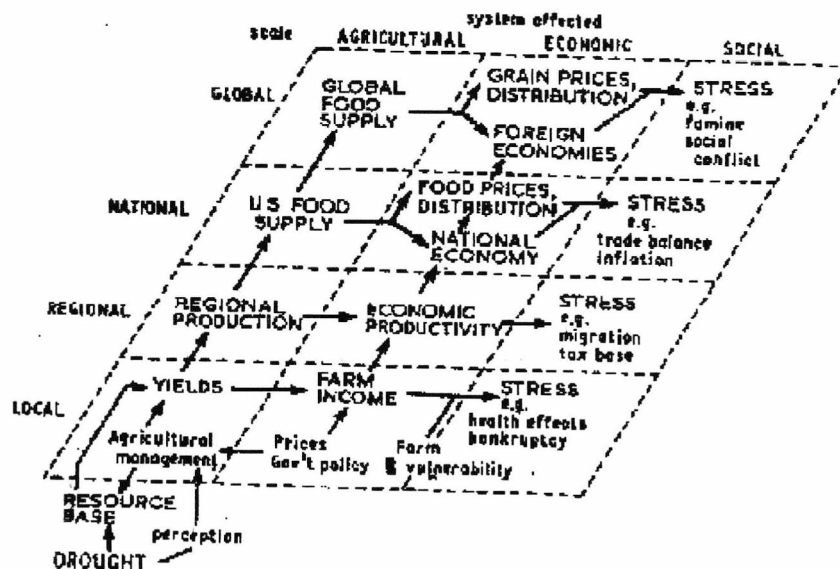 system affected
scale AGRICULTURAL ECONOMIC SOCIAL
GLOBAL
GLOBAL
FOOD
SUPPLY
GRAIN PRICES,
DISTRIBUTION
FOREIGN
ECONOMIES
STRESS
e.g.
famine
social
conflict
NATIONAL
U.S. FOOD
SUPPLY
FOOD PRICES,
DISTRIBUTION
NATIONAL
ECONOMY
STRESS
e.g.
trade balance
inflation
REGIONAL
REGIONAL
PRODUCTION
ECONOMIC
PRODUCTIVITY
STRESS
e.g.
migration
tax base
LOCAL
YIELDS
FARM
INCOME
STRESS
e.g.
health effects
bankruptcy
Agricultural
management
Prices
Gov't policy
Farm
vulnerability
RESOURCE
BASE
perception
DROUGHT